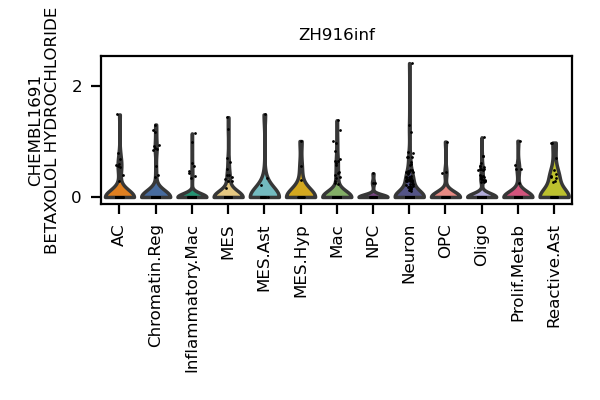 ZH916inf
CHEMBL1691
BETAXOLOL HYDROCHLORIDE
2
0
AC
Chromatin.Reg
Inflammatory.Mac
MES
MES.Ast
MES.Hyp
Mac
NPC
Neuron
OPC
Oligo
Prolif.Metab
Reactive.Ast